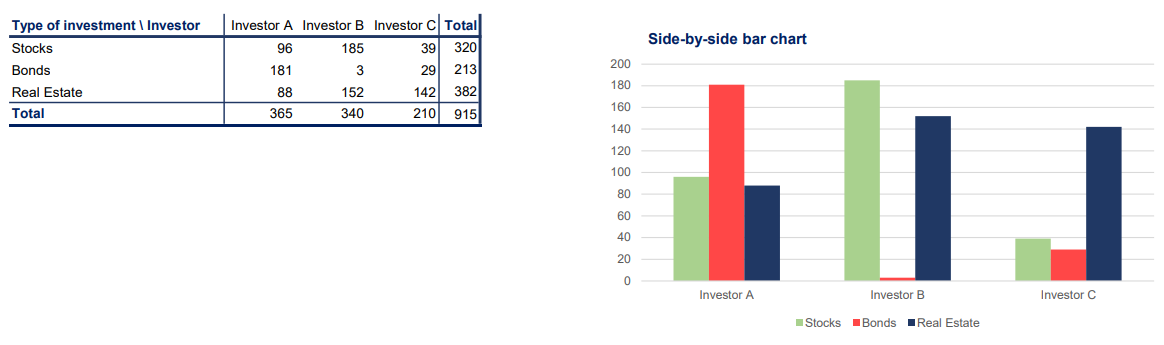 Type of investment \ Investor Investor A Investor B Investor C Total
Stocks 96 185 39 320
Bonds 181 3 29 213
Real Estate 88 152 142 382
Total 365 340 210 915
Side-by-side bar chart
200
180
160
140
120
100
80
60
40
20
0
Investor A Investor B Investor C
Stocks Bonds Real Estate